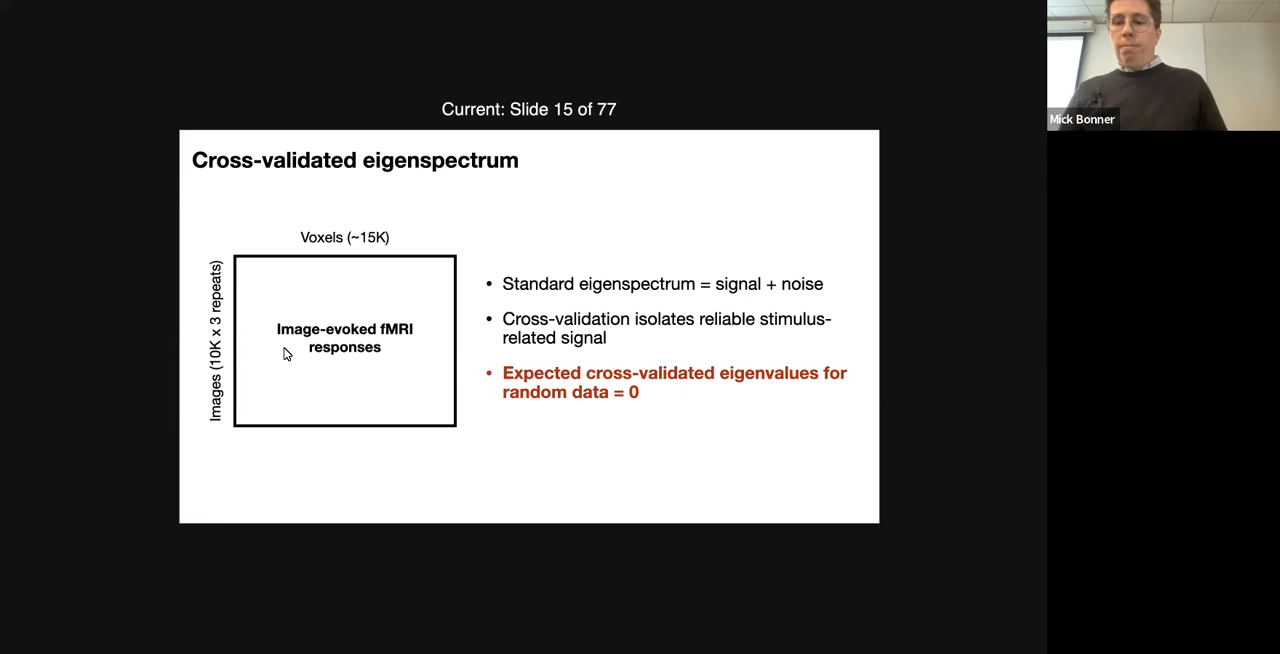 Current: Slide 15 of 77
Mick Bonner
Cross-validated eigenspectrum
Voxels (~15K)
Images (10K x 3 repeats)
Image-evoked fMRI
responses
• Standard eigenspectrum = signal + noise
• Cross-validation isolates reliable stimulus-
related signal
• Expected cross-validated eigenvalues for
random data = 0